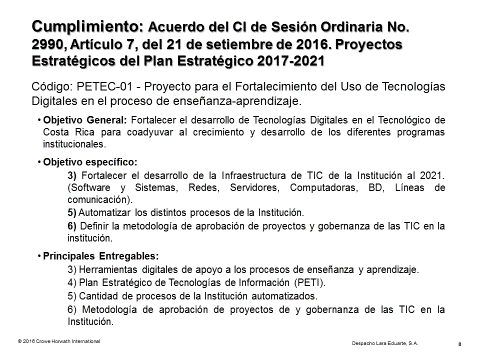 Cumplimiento: Acuerdo del CI de Sesión Ordinaria No.
2990, Artículo 7, del 21 de setiembre de 2016. Proyectos
Estratégicos del Plan Estratégico 2017-2021
Código: PETEC-01 - Proyecto para el Fortalecimiento del Uso de Tecnologías
Digitales en el proceso de enseñanza-aprendizaje.
• Objetivo General: Fortalecer el desarrollo de Tecnologías Digitales en el Tecnológico de
Costa Rica para coadyuvar al crecimiento y desarrollo de los diferentes programas
institucionales.
• Objetivo específico:
3) Fortalecer el desarrollo de la Infraestructura de TIC de la Institución al 2021.
(Software y Sistemas, Redes, Servidores, Computadoras, BD, Líneas de
comunicación).
5) Automatizar los distintos procesos de la Institución.
6) Definir la metodología de aprobación de proyectos y gobernanza de las TIC en la
institución.
• Principales Entregables:
3) Herramientas digitales de apoyo a los procesos de enseñanza y aprendizaje.
4) Plan Estratégico de Tecnologías de Información (PETI).
5) Cantidad de procesos de la Institución automatizados.
6) Metodología de aprobación de proyectos de y gobernanza de las TIC en la
Institución.
© 2016 Crowe Horwath International
Despacho Lara Eduarte, S.A.
8